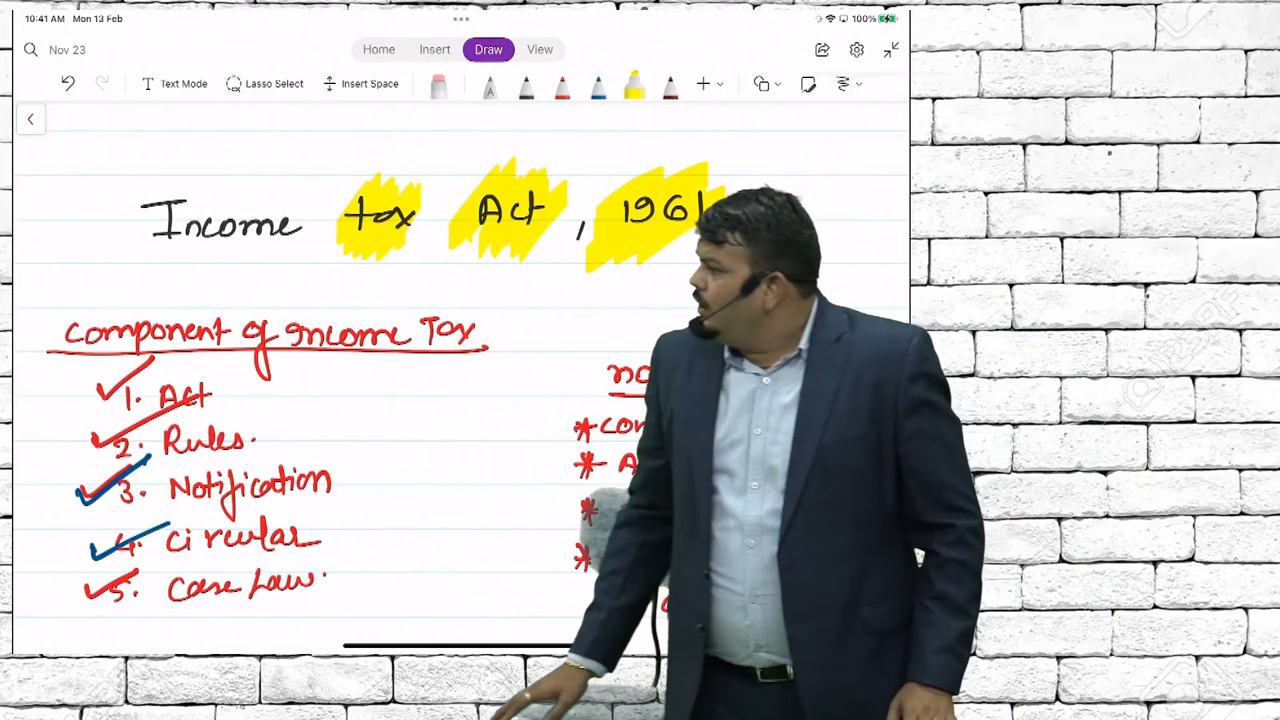 10:41 AM Mon 13 Feb
100%
Nov 23
Home Insert Draw View
Text Mode Lasso Select Insert Space
Income Tax Act, 1961
Component of Income Tax
1. Act
2. Rules.
3. Notification
4. Circular
5. Case Law.